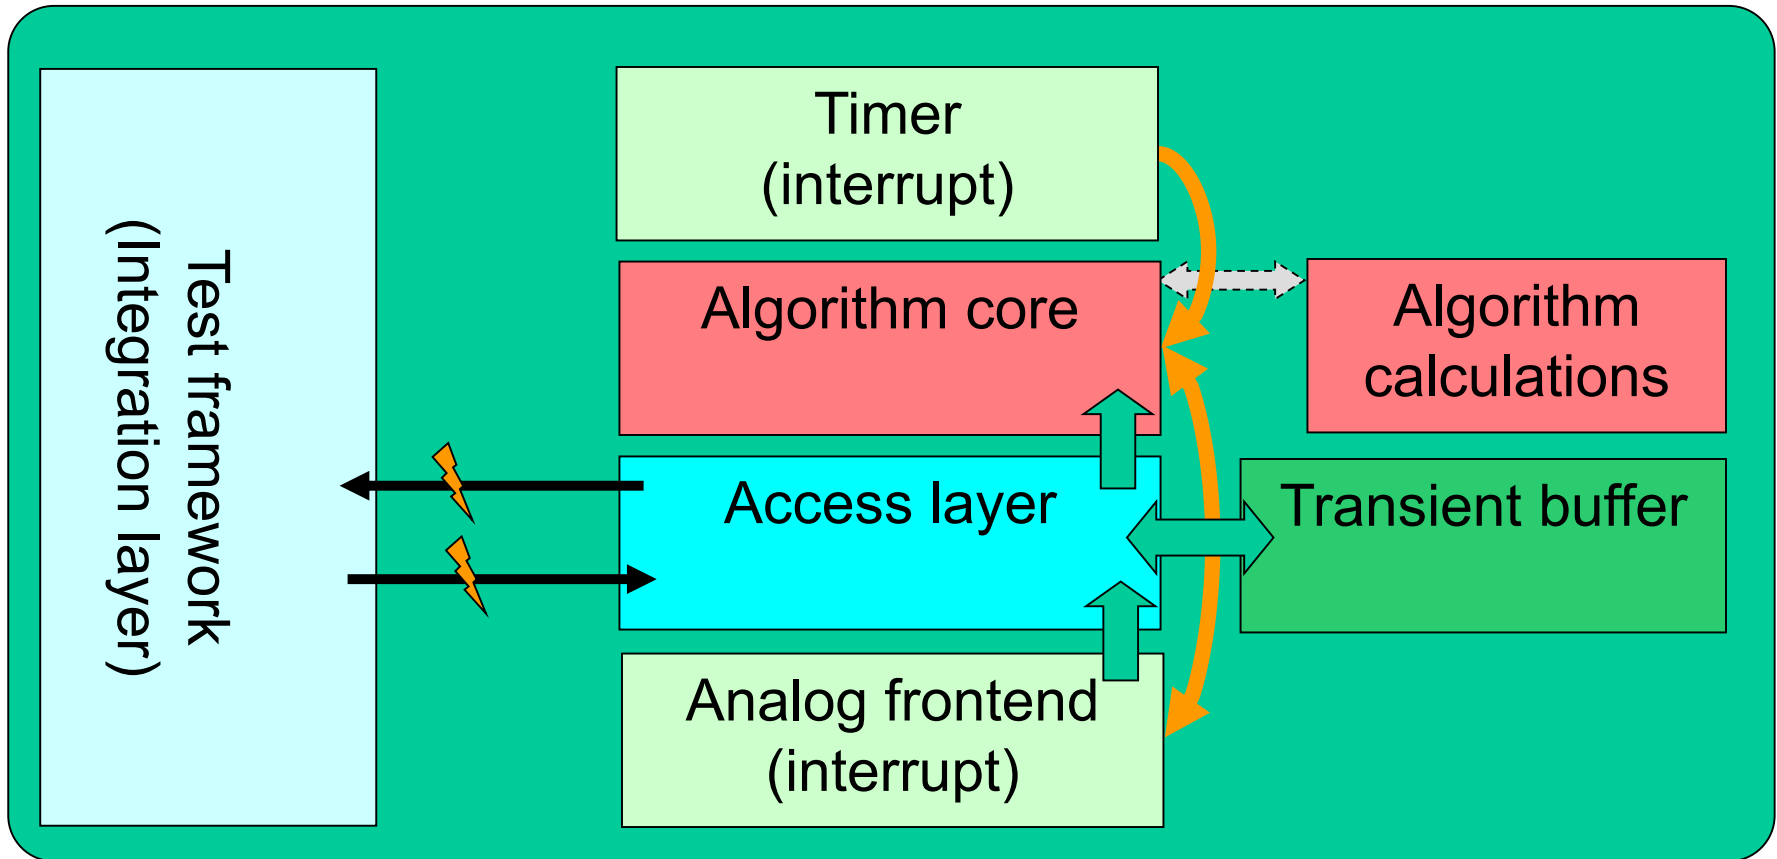 Test framework
(Integration layer)
Timer
(interrupt)
Algorithm core
Algorithm
calculations
Access layer
Transient buffer
Analog frontend
(interrupt)